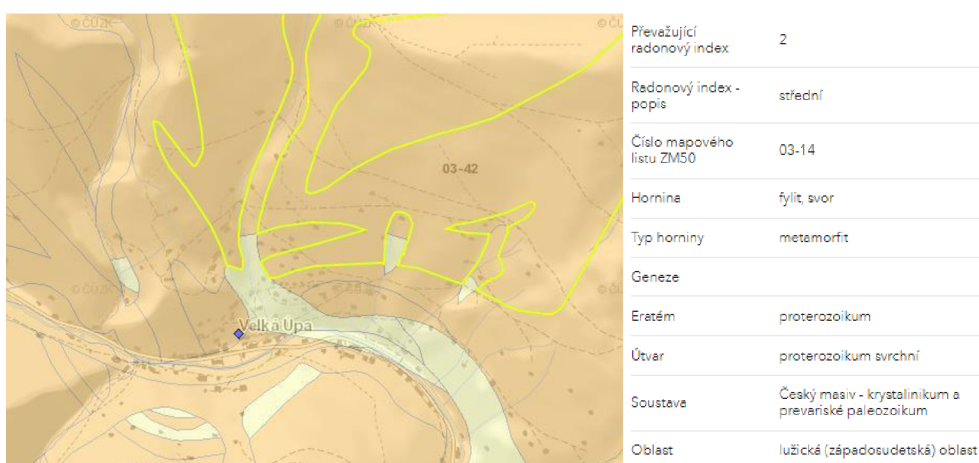 © ČÚZK
© ČÚZK
03-42
© ČÚZK
© ČÚZK
Velká Úpa
Převažující
radonový index
2
Radonový index -
popis
střední
Číslo mapového
listu ZM50
03-14
Hornina
fylit, svor
Typ horniny
metamorfit
Geneze
Eratém
proterozoikum
Útvar
proterozoikum svrchní
Soustava
Český masiv - krystalinikum a
prevariské paleozoikum
Oblast
lužická (západosudetská) oblast